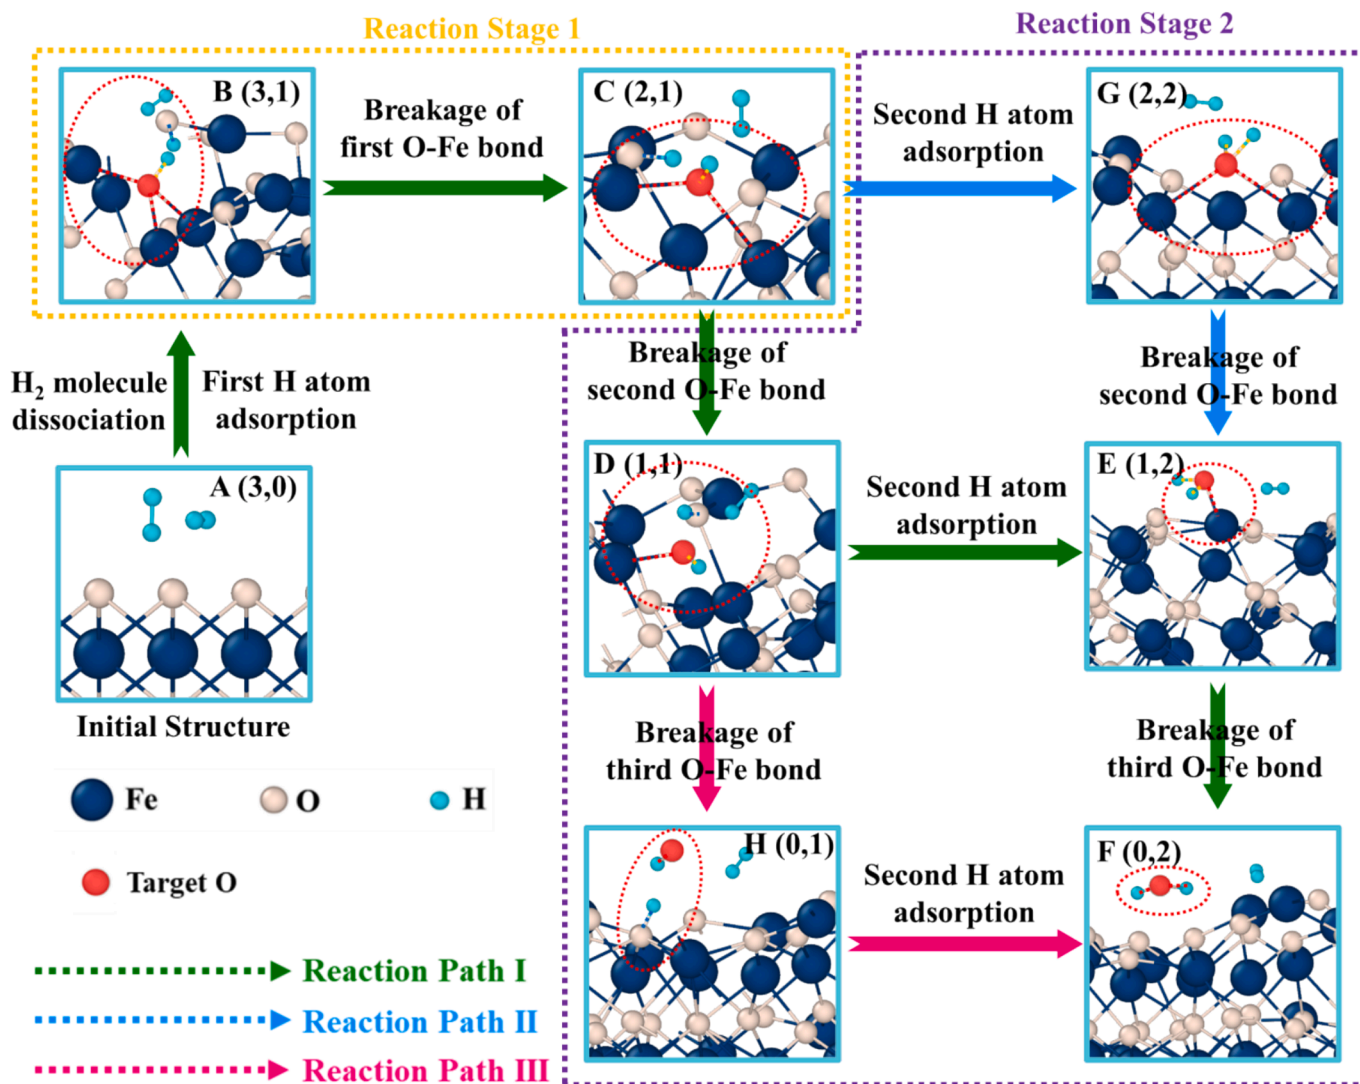 Reaction Stage 1
Reaction Stage 2
B (3,1)
Breakage of
first O-Fe bond
C (2,1)
Second H atom
adsorption
G (2,2)
H₂ molecule
dissociation
First H atom
adsorption
Breakage of
second O-Fe bond
Breakage of
second O-Fe bond
A (3,0)
Initial Structure
D (1,1)
Second H atom
adsorption
E (1,2)
Breakage of
third O-Fe bond
Breakage of
third O-Fe bond
Fe
O
H
Target O
H (0,1)
Second H atom
adsorption
F (0,2)
Reaction Path I
Reaction Path II
Reaction Path III